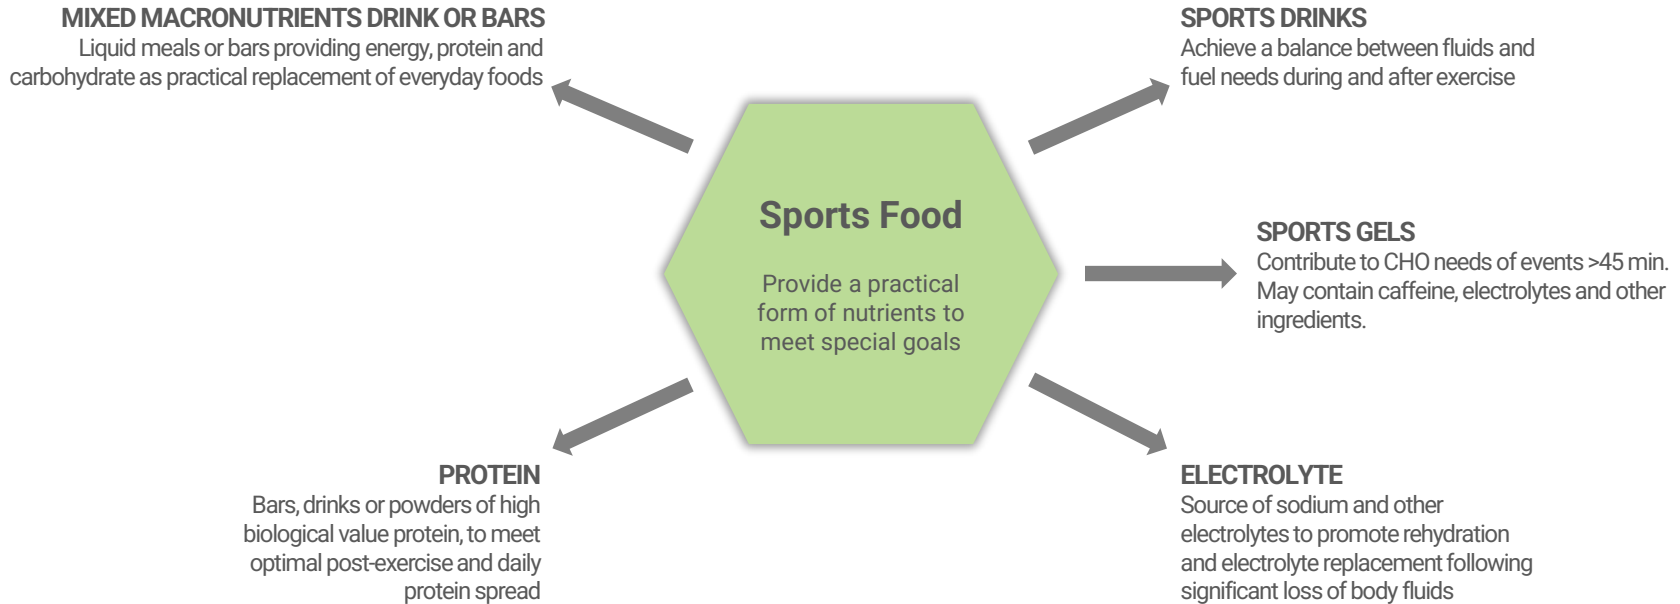 MIXED MACRONUTRIENTS DRINK OR BARS
Liquid meals or bars providing energy, protein and
carbohydrate as practical replacement of everyday foods
SPORTS DRINKS
Achieve a balance between fluids and
fuel needs during and after exercise
Sports Food
Provide a practical
form of nutrients to
meet special goals
SPORTS GELS
Contribute to CHO needs of events >45 min.
May contain caffeine, electrolytes and other
ingredients.
PROTEIN
Bars, drinks or powders of high
biological value protein, to meet
optimal post-exercise and daily
protein spread
ELECTROLYTE
Source of sodium and other
electrolytes to promote rehydration
and electrolyte replacement following
significant loss of body fluids